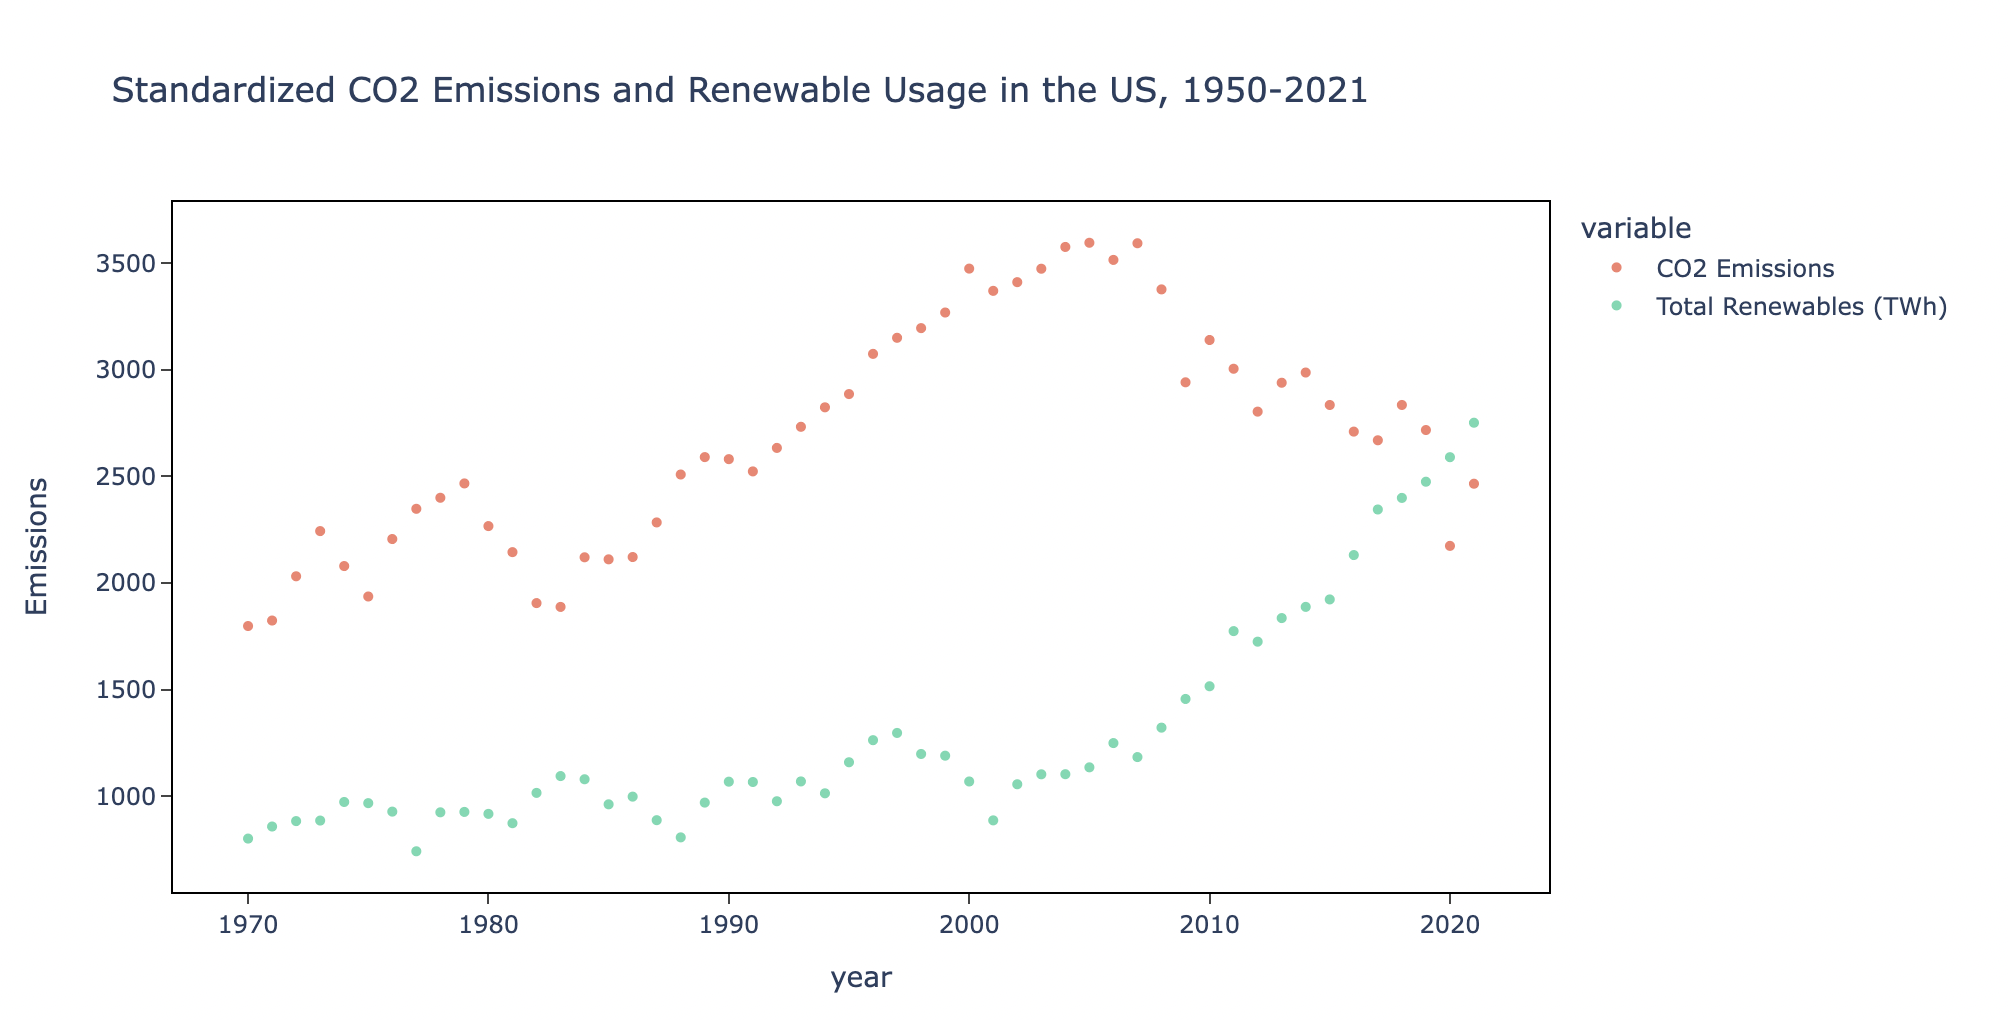 Standardized CO2 Emissions and Renewable Usage in the US, 1950-2021
variable
CO2 Emissions
Total Renewables (TWh)
Emissions
3500
3000
2500
2000
1500
1000
1970
1980
1990
2000
2010
2020
year